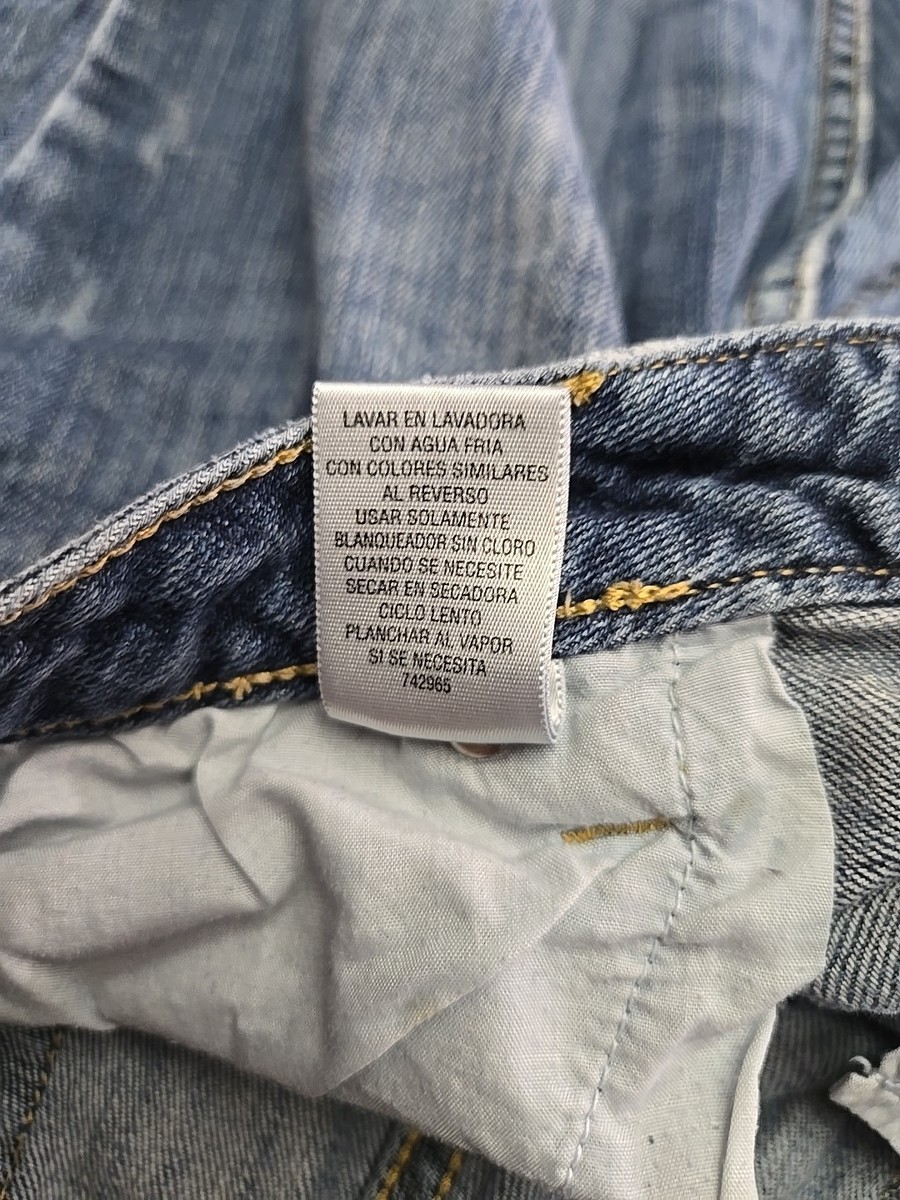 LAVAR EN LAVADORA
CON AGUA FRIA
CON COLORES SIMILARES
AL REVERSO
USAR SOLAMENTE
BLANQUEADOR SIN CLORO
CUANDO SE NECESITE
SECAR EN SECADORA
CICLO LENTO
PLANCHAR AL VAPOR
SI SE NECESITA
742965